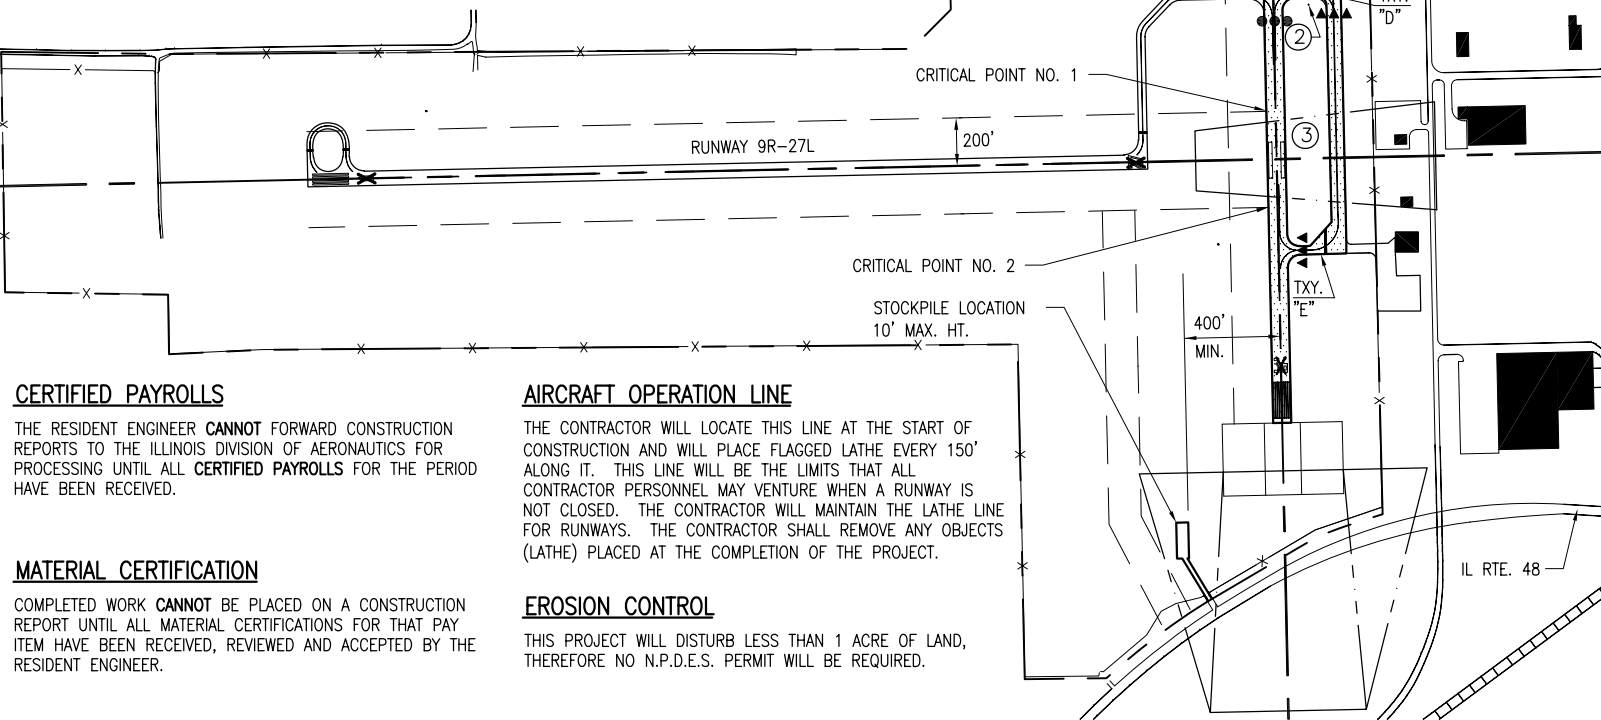 TXY.
"D"
2
CRITICAL POINT NO. 1
3
RUNWAY 9R-27L
200'
CRITICAL POINT NO. 2
TXY.
"E"
STOCKPILE LOCATION
10' MAX. HT.
400'
MIN.
IL RTE. 48
CERTIFIED PAYROLLS
THE RESIDENT ENGINEER CANNOT FORWARD CONSTRUCTION
REPORTS TO THE ILLINOIS DIVISION OF AERONAUTICS FOR
PROCESSING UNTIL ALL CERTIFIED PAYROLLS FOR THE PERIOD
HAVE BEEN RECEIVED.
MATERIAL CERTIFICATION
COMPLETED WORK CANNOT BE PLACED ON A CONSTRUCTION
REPORT UNTIL ALL MATERIAL CERTIFICATIONS FOR THAT PAY
ITEM HAVE BEEN RECEIVED, REVIEWED AND ACCEPTED BY THE
RESIDENT ENGINEER.
AIRCRAFT OPERATION LINE
THE CONTRACTOR WILL LOCATE THIS LINE AT THE START OF
CONSTRUCTION AND WILL PLACE FLAGGED LATHE EVERY 150'
ALONG IT. THIS LINE WILL BE THE LIMITS THAT ALL
CONTRACTOR PERSONNEL MAY VENTURE WHEN A RUNWAY IS
NOT CLOSED. THE CONTRACTOR WILL MAINTAIN THE LATHE LINE
FOR RUNWAYS. THE CONTRACTOR SHALL REMOVE ANY OBJECTS
(LATHE) PLACED AT THE COMPLETION OF THE PROJECT.
EROSION CONTROL
THIS PROJECT WILL DISTURB LESS THAN 1 ACRE OF LAND,
THEREFORE NO N.P.D.E.S. PERMIT WILL BE REQUIRED.